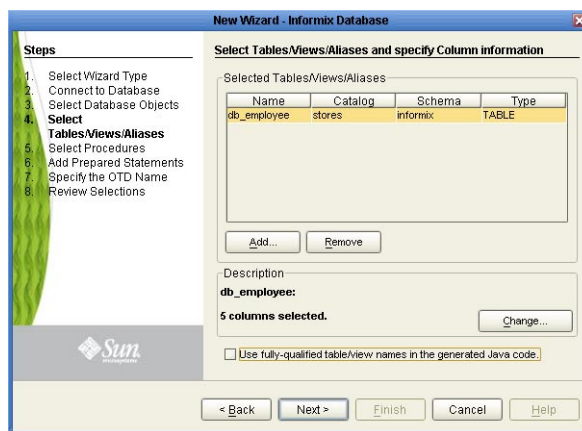 New Wizard - Informix Database
Steps
1. Select Wizard Type
2. Connect to Database
3. Select Database Objects
4. Select
Tables/Views/Aliases
5. Select Procedures
6. Add Prepared Statements
7. Specify the OTD Name
8. Review Selections
Sun
microsystems
Select Tables/Views/Aliases and specify Column information
Selected Tables/Views/Aliases
Name Catalog Schema Type
db_employee stores informix TABLE
Add... Remove
Description
db_employee:
5 columns selected.
Change...
Use fully-qualified table/view names in the generated Java code.
< Back Next > Finish Cancel Help